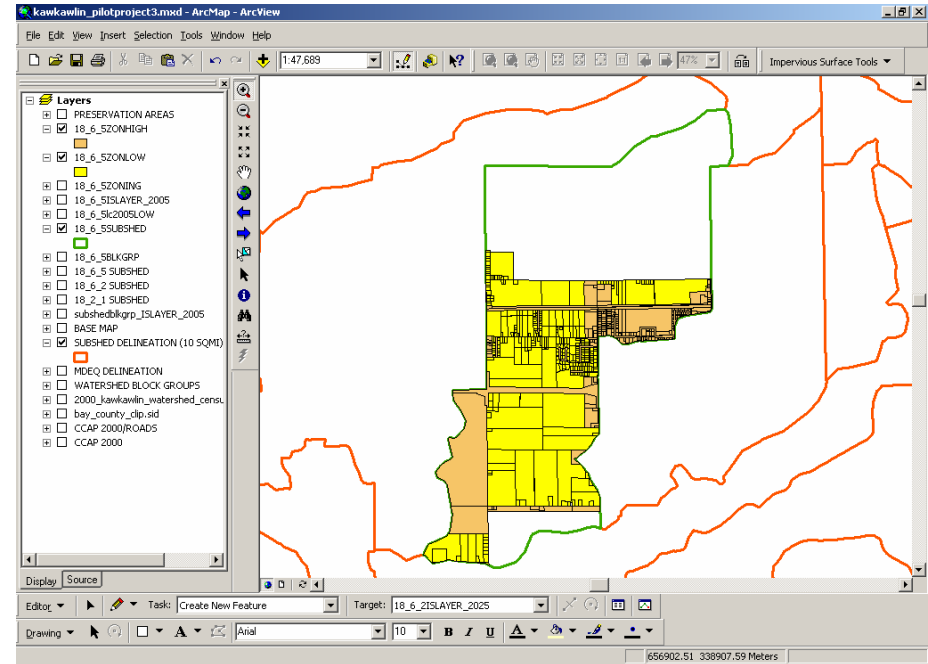 kawkawlin_pilotproject3.mxd - ArcMap - ArcView
File Edit View Insert Selection Tools Window Help
1:47,689 47% Impervious Surface Tools
Layers
PRESERVATION AREAS
18_6_5ZONHIGH
18_6_5ZONLOW
18_6_5ZONING
18_6_5ISLAYER_2005
18_6_5lc2005LOW
18_6_5SUBSHED
18_6_5BLKGRP
18_6_5 SUBSHED
18_6_2 SUBSHED
18_2_1 SUBSHED
subshedblkgrp_ISLAYER_2005
BASE MAP
SUBSHED DELINEATION (10 SQMI)
MDEQ DELINEATION
WATERSHED BLOCK GROUPS
2000_kawkawlin_watershed_censu
bay_county_clip.sid
CCAP 2000/ROADS
CCAP 2000
Display Source
Editor Task: Create New Feature Target: 18_6_2ISLAYER_2025
Drawing A Arial 10 B I U A
656902.51 338907.59 Meters